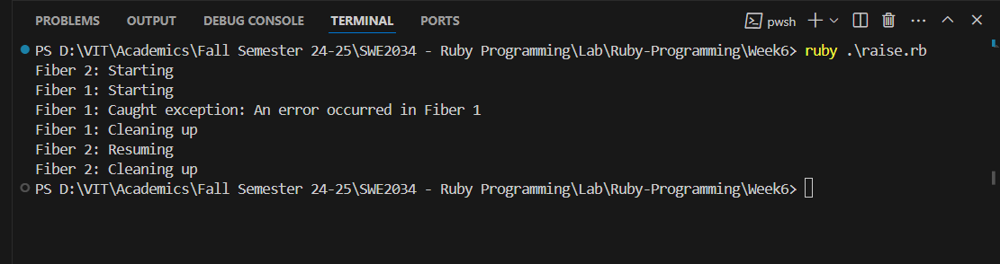 PROBLEMS OUTPUT DEBUG CONSOLE TERMINAL PORTS pwsh
PS D:\VIT\Academics\Fall Semester 24-25\SWE2034 - Ruby Programming\Lab\Ruby-Programming\Week6> ruby .\raise.rb
Fiber 2: Starting
Fiber 1: Starting
Fiber 1: Caught exception: An error occurred in Fiber 1
Fiber 1: Cleaning up
Fiber 2: Resuming
Fiber 2: Cleaning up
PS D:\VIT\Academics\Fall Semester 24-25\SWE2034 - Ruby Programming\Lab\Ruby-Programming\Week6>